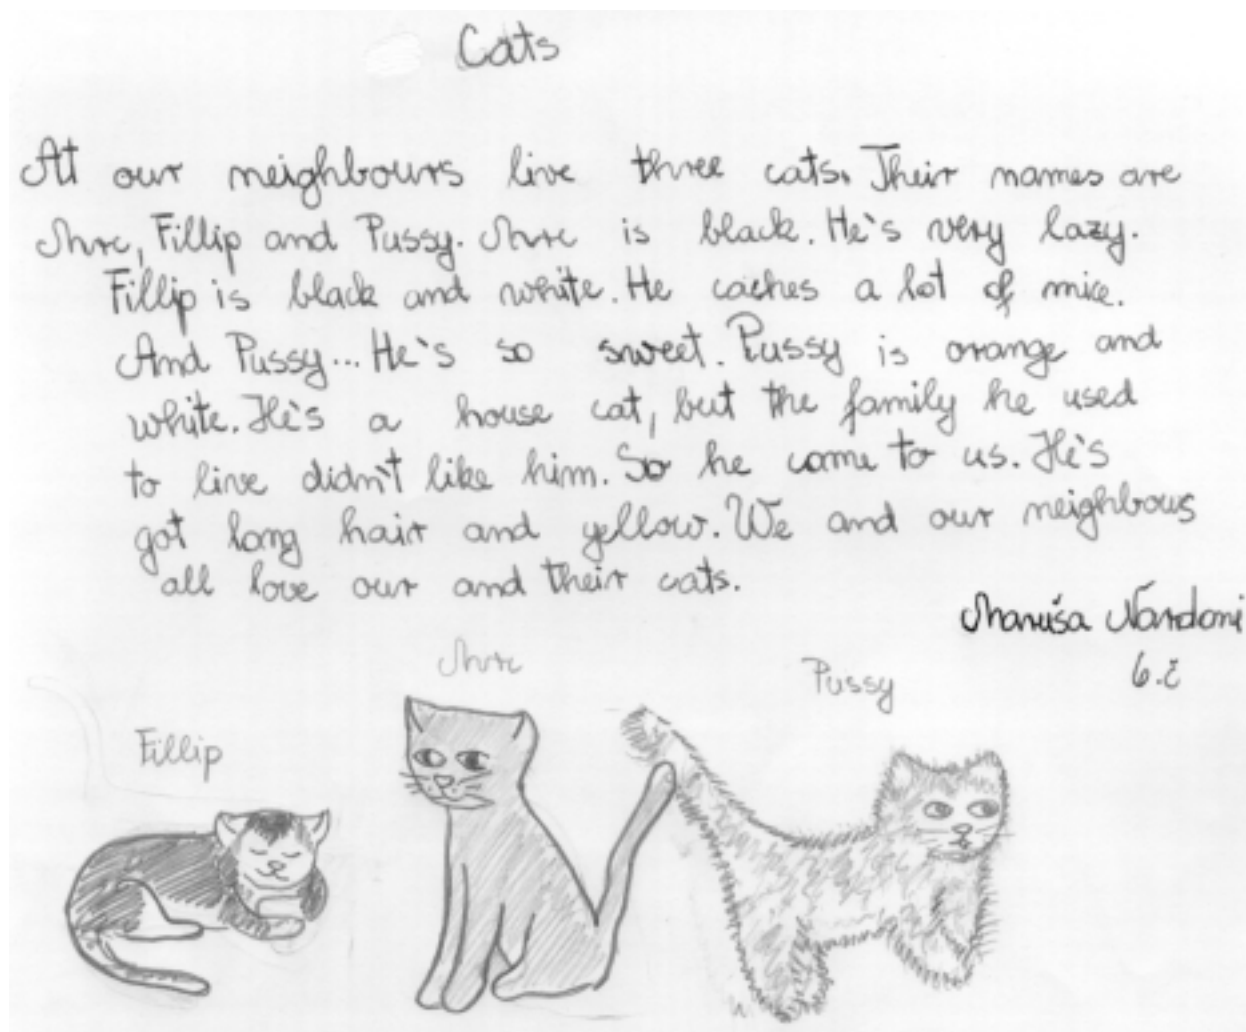 Cats
At our neighbours live three cats. Their names are
Fillip and Pussy. is black. He's very lazy.
Fillip is black and white. He caches a lot of mice.
And Pussy... He's so sweet. Pussy is orange and
white. He's a house cat, but the family he used
to live didn't like him. So he came to us. He's
got long hair and yellow. We and our neighbous
all love our and their cats.
Maruša Nardoni
6.č
Pussy
Fillip